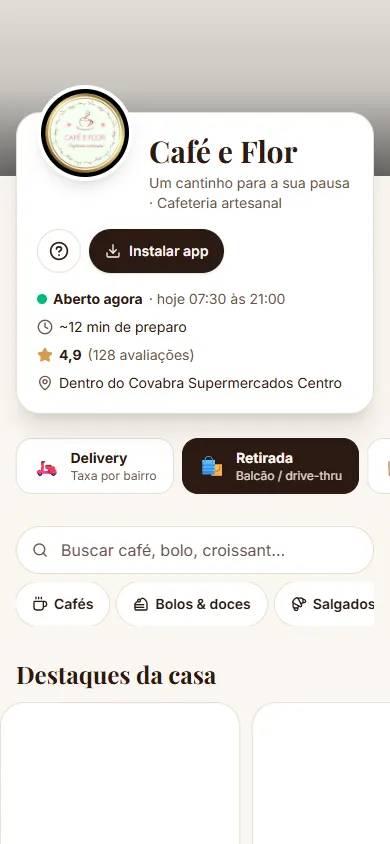 CAFÉ E FLOR
Café e Flor
Um cantinho para a sua pausa
· Cafeteria artesanal
Instalar app
Aberto agora · hoje 07:30 às 21:00
~12 min de preparo
4,9 (128 avaliações)
Dentro do Covabra Supermercados Centro
Delivery
Taxa por bairro
Retirada
Balcão / drive-thru
Buscar café, bolo, croissant...
Cafés
Bolos & doces
Salgados
Destaques da casa